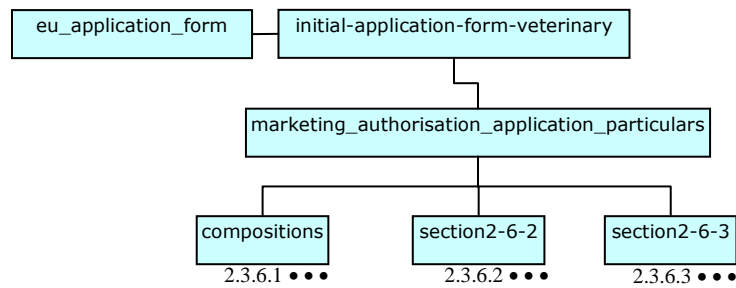 eu_application_form
initial-application-form-veterinary
marketing_authorisation_application_particulars
compositions
section2-6-2
section2-6-3
2.3.6.1 ● ● ●
2.3.6.2 ● ● ●
2.3.6.3 ● ● ●